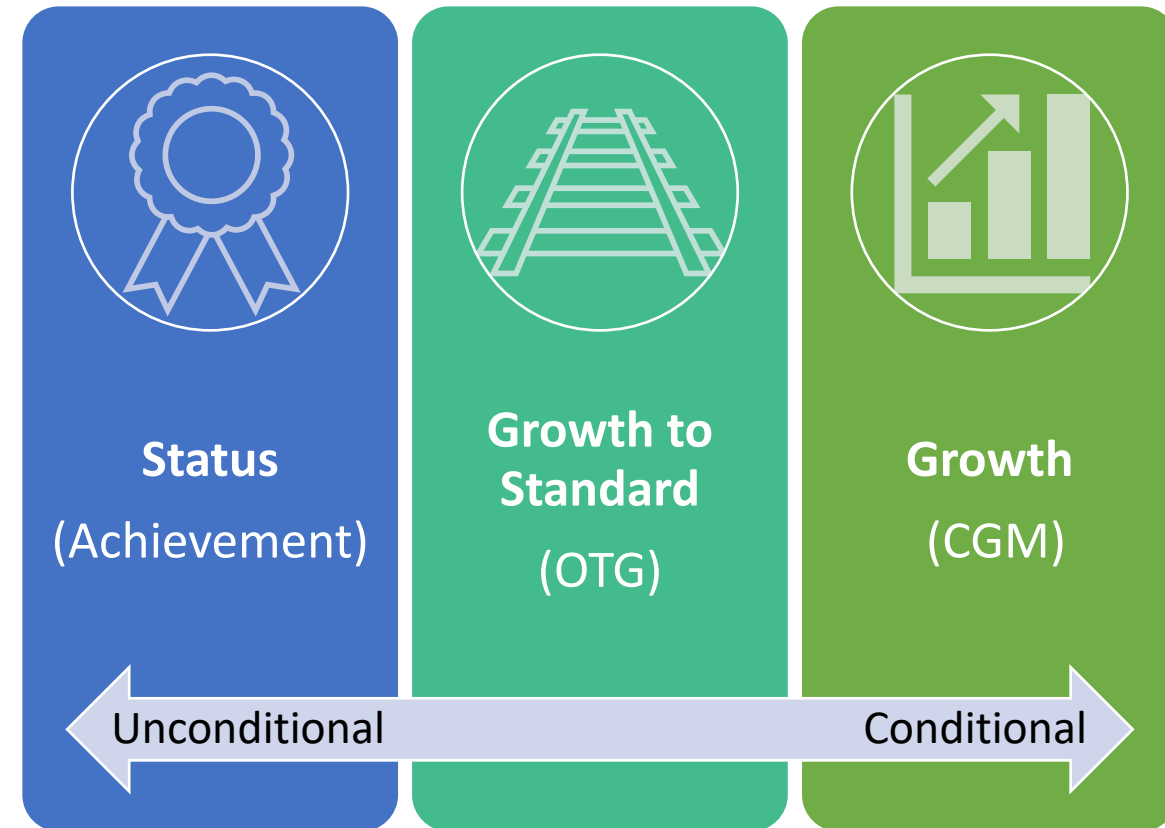 Status
(Achievement)
Growth to
Standard
(OTG)
Growth
(CGM)
Unconditional
Conditional